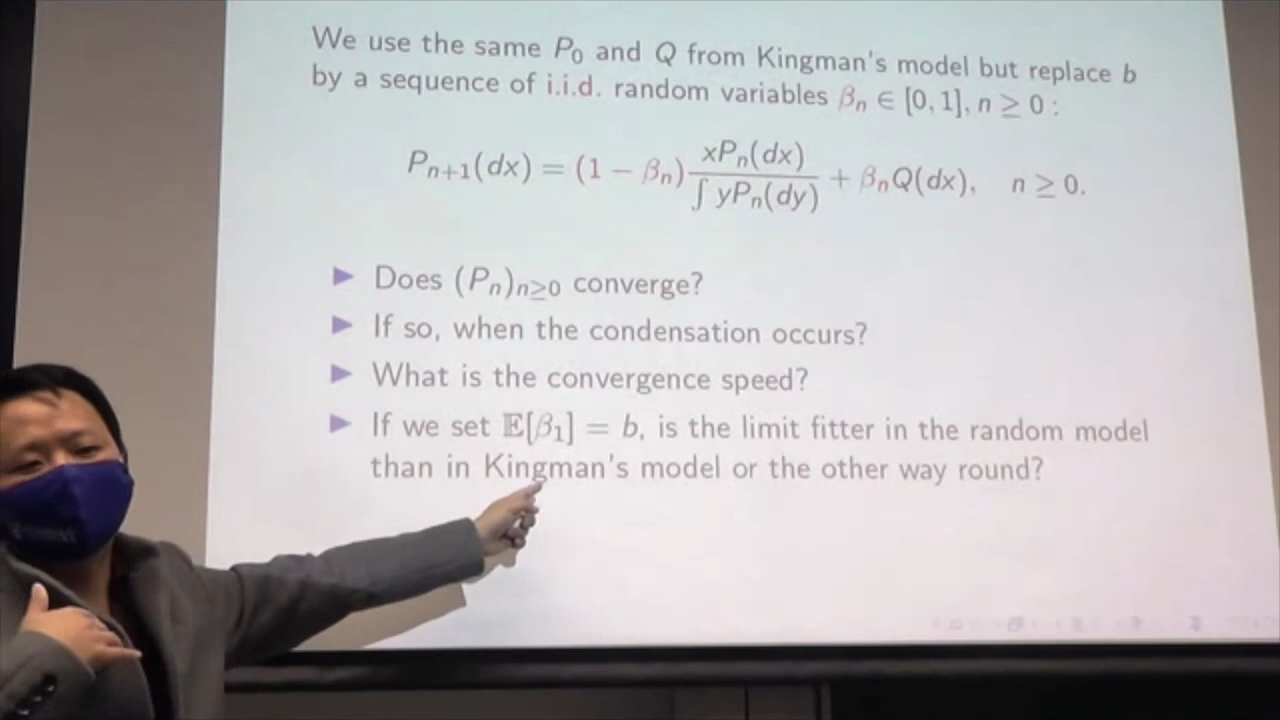 We use the same P₀ and Q from Kingman's model but replace b
by a sequence of i.i.d. random variables βₙ ∈ [0, 1], n ≥ 0 :
Pₙ₊₁(dx) = (1 − βₙ) xPₙ(dx) / ∫ yPₙ(dy) + βₙQ(dx), n ≥ 0.
▶ Does (Pₙ)ₙ≥₀ converge?
▶ If so, when the condensation occurs?
▶ What is the convergence speed?
▶ If we set 𝔼[β₁] = b, is the limit fitter in the random model
than in Kingman's model or the other way round?